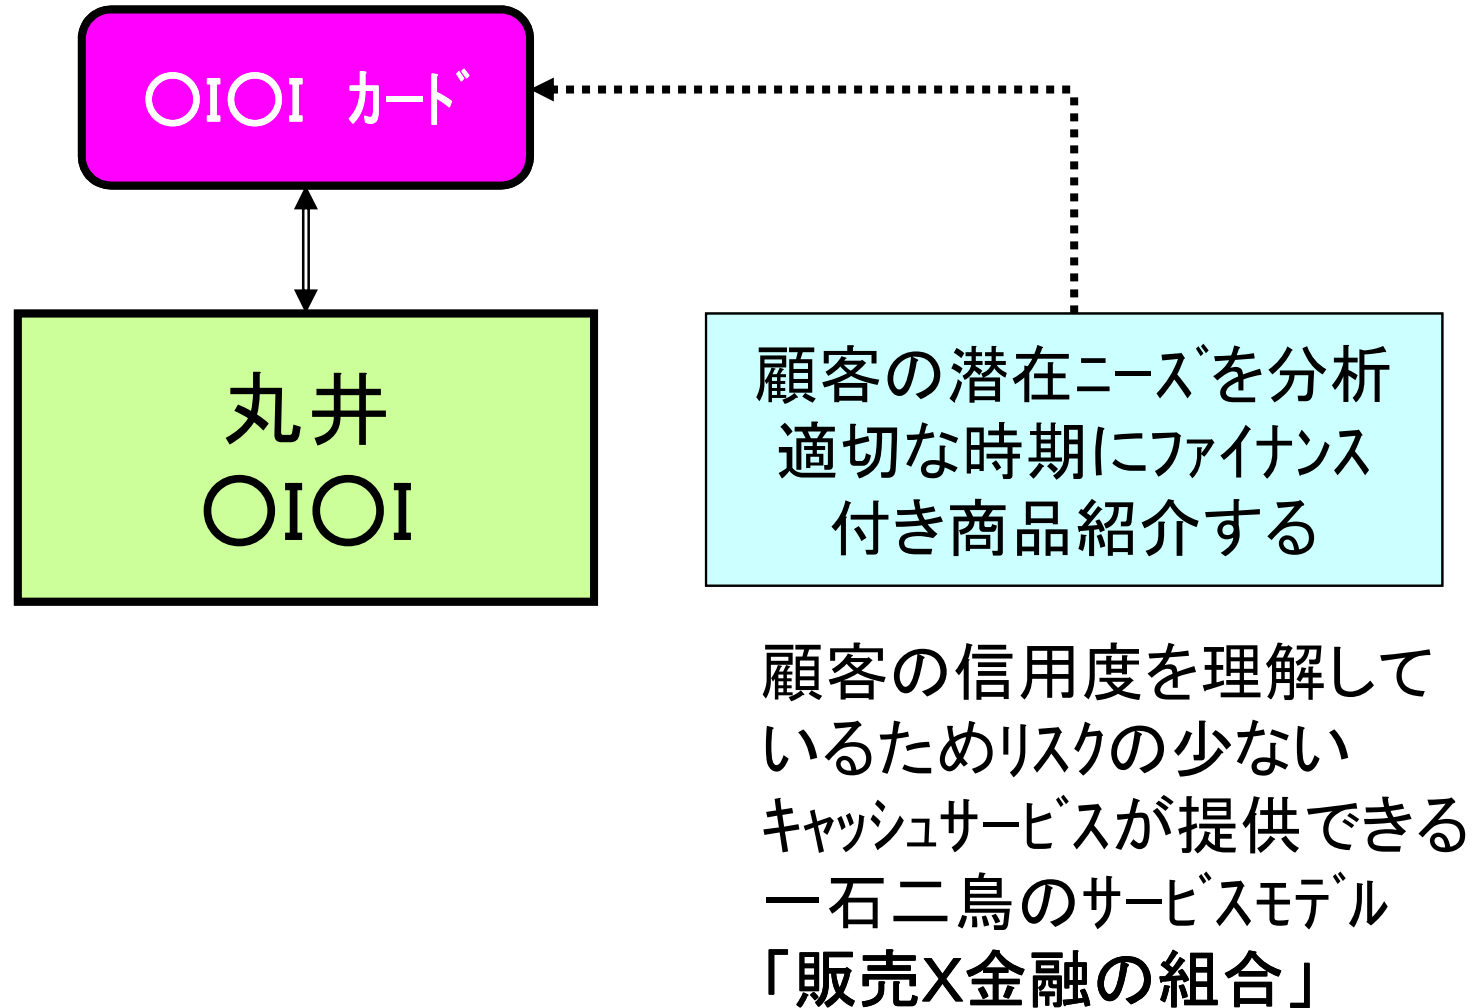 〇I〇I　ｶｰﾄﾞ
丸井
〇I〇I
顧客の潜在ﾆｰｽﾞを分析
適切な時期にﾌｧｲﾅﾝｽ
付き商品紹介する
顧客の信用度を理解して
いるためﾘｽｸの少ない
ｷｬｯｼｭｻｰﾋﾞｽが提供できる
一石二鳥のｻｰﾋﾞｽﾓﾃﾞﾙ
「販売X金融の組合」